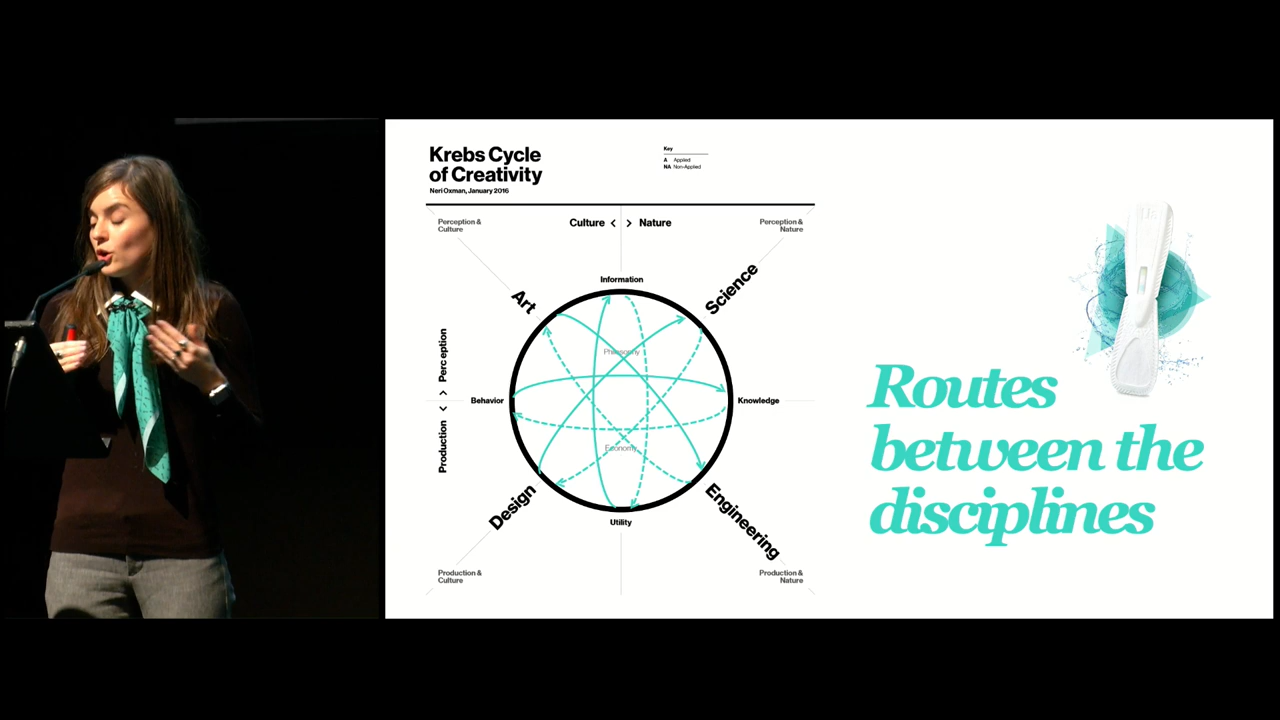 Krebs Cycle
of Creativity
Neri Oxman, January 2016
Key
A Applied
NA Non-Applied
Perception &
Culture
Culture < > Nature
Perception &
Nature
Information
Art
Science
Philosophy
Production < > Perception
Behavior
Knowledge
Economy
Design
Engineering
Utility
Production &
Culture
Production &
Nature
Routes
between the
disciplines